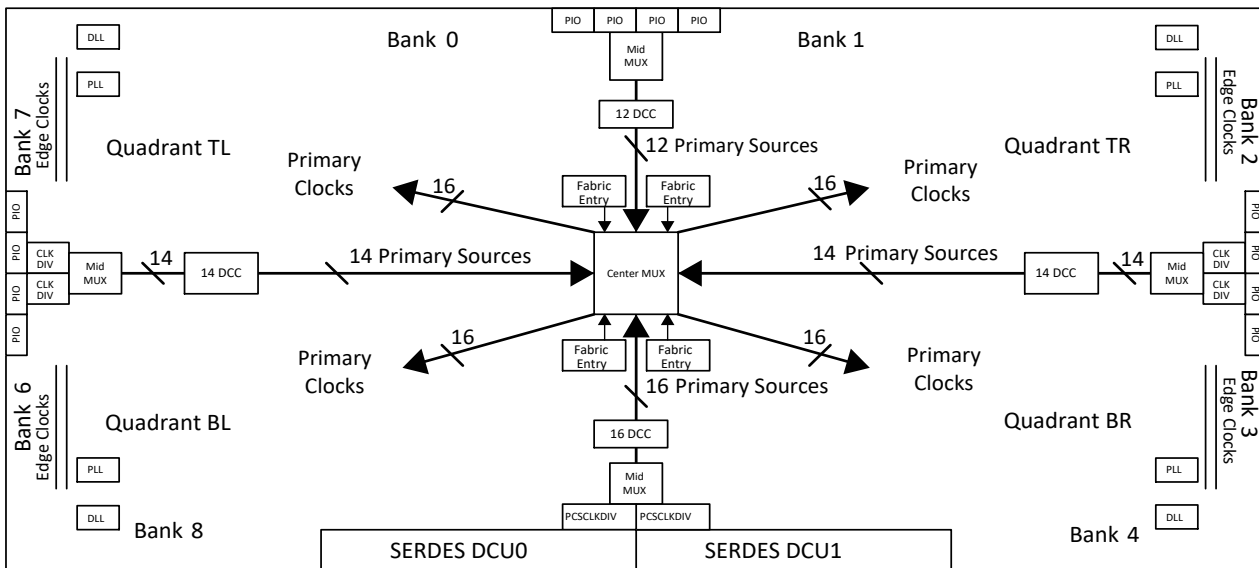 PIO PIO PIO PIO
DLL
Bank 0
Bank 1
DLL
Mid
MUX
PLL
PLL
Bank 7
Edge Clocks
Bank 2
Edge Clocks
12 DCC
Quadrant TL
12 Primary Sources
Quadrant TR
Primary
Clocks
16
Fabric
Entry
Fabric
Entry
16
Primary
Clocks
PIO
PIO
PIO
PIO
CLK
DIV
CLK
DIV
Mid
MUX
14
14 DCC
14 Primary Sources
Center MUX
14 Primary Sources
14 DCC
14
Mid
MUX
CLK
DIV
CLK
DIV
PIO
PIO
PIO
PIO
Primary
Clocks
16
Fabric
Entry
Fabric
Entry
16
Primary
Clocks
16 Primary Sources
Bank 6
Edge Clocks
Bank 3
Edge Clocks
Quadrant BL
Quadrant BR
16 DCC
PLL
PLL
Mid
MUX
DLL
Bank 8
PCSCLKDIV PCSCLKDIV
Bank 4
DLL
SERDES DCU0
SERDES DCU1